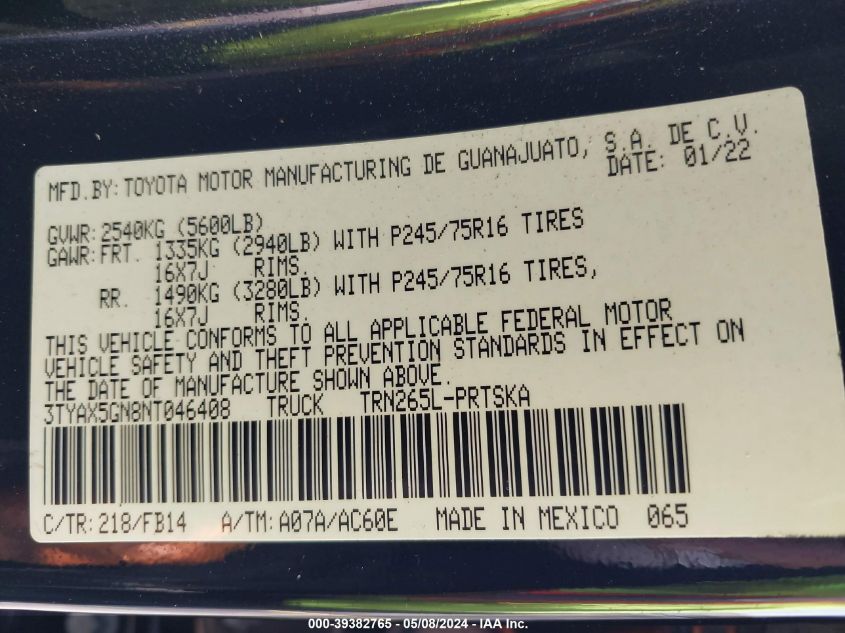 MFD.BY:TOYOTA MOTOR MANUFACTURING DE GUANAJUATO, S.A. DE C.V.
DATE: 01/22
GVWR:2540KG (5600LB)
GAWR:FRT. 1335KG (2940LB) WITH P245/75R16 TIRES
16X7J RIMS.
RR. 1490KG (3280LB) WITH P245/75R16 TIRES,
16X7J RIMS.
THIS VEHICLE CONFORMS TO ALL APPLICABLE FEDERAL MOTOR
VEHICLE SAFETY AND THEFT PREVENTION STANDARDS IN EFFECT ON
THE DATE OF MANUFACTURE SHOWN ABOVE.
3TYAX5GN8NT046408 TRUCK TRN265L-PRTSKA
C/TR:218/FB14 A/TM:A07A/AC60E MADE IN MEXICO 065
000-39382765 - 05/08/2024 - IAA Inc.